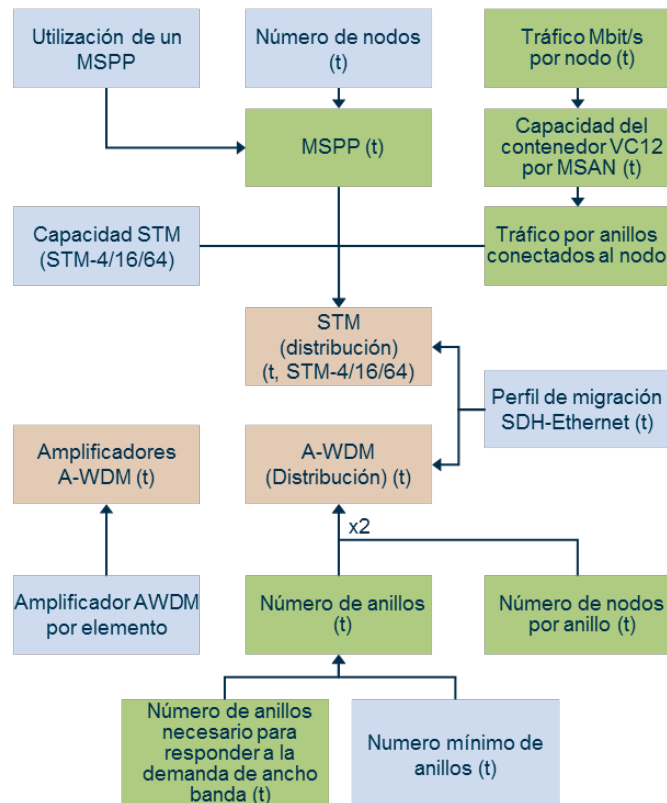 Utilización de un
MSPP
Número de nodos
(t)
Tráfico Mbit/s
por nodo (t)
MSPP (t)
Capacidad del
contenedor VC12
por MSAN (t)
Capacidad STM
(STM-4/16/64)
Tráfico por anillos
conectados al nodo
STM
(distribución)
(t, STM-4/16/64)
Perfil de migración
SDH-Ethernet (t)
Amplificadores
A-WDM (t)
A-WDM
(Distribución) (t)
x2
Amplificador AWDM
por elemento
Número de anillos
(t)
Número de nodos
por anillo (t)
Número de anillos
necesario para
responder a la
demanda de ancho
banda (t)
Numero mínimo de
anillos (t)